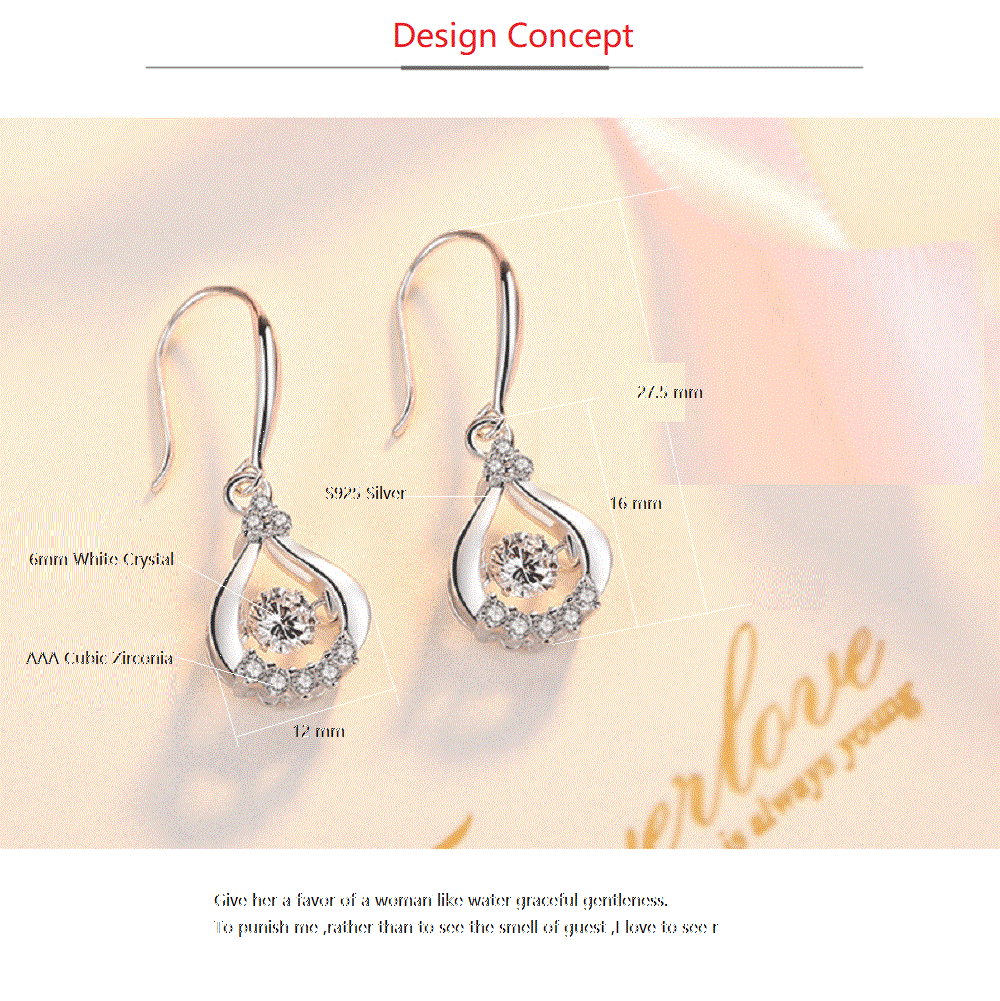 Design Concept
27.5 mm
S925 Silver
16 mm
6mm White Crystal
AAA Cubic Zirconia
12 mm
erlove
is always young
Give her a favor of a woman like water graceful gentleness.
To punish me ,rather than to see the smell of guest ,I love to see r